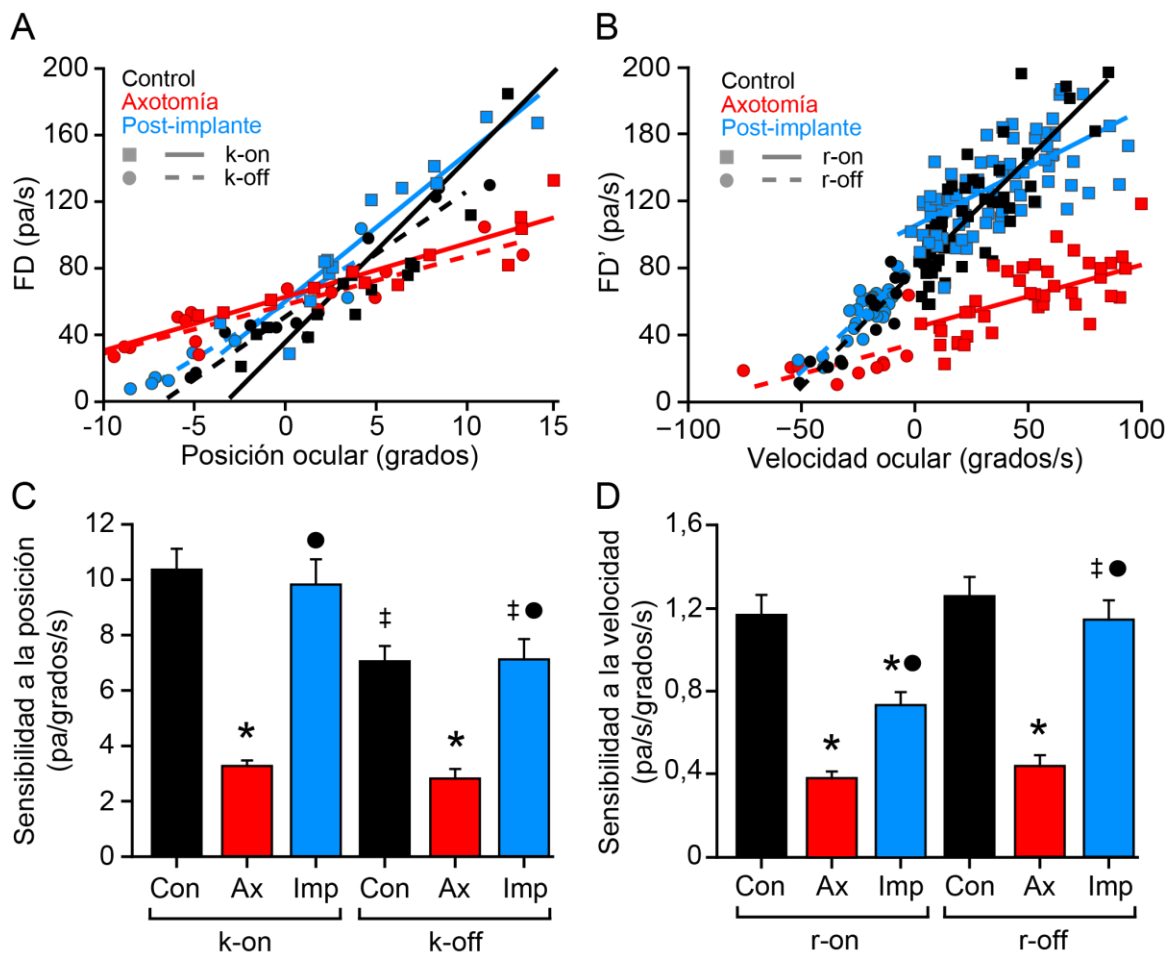 A
FD (pa/s)
200
160
120
80
40
0
Control
Axotomía
Post-implante
k-on
k-off
-10
-5
0
5
10
15
Posición ocular (grados)
B
FD' (pa/s)
200
160
120
80
40
0
Control
Axotomía
Post-implante
r-on
r-off
−100
−50
0
50
100
Velocidad ocular (grados/s)
C
Sensibilidad a la posición
(pa/grados/s)
12
10
8
6
4
2
0
*
‡
*
‡
Con Ax Imp Con Ax Imp
k-on k-off
D
Sensibilidad a la velocidad
(pa/s/grados/s)
1,6
1,2
0,8
0,4
0
*
*
*
‡
Con Ax Imp Con Ax Imp
r-on r-off